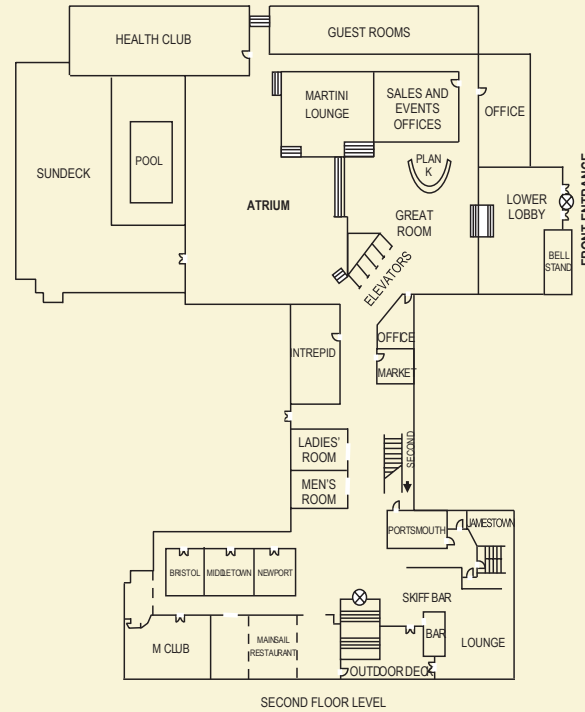 HEALTH CLUB
GUEST ROOMS
MARTINI
LOUNGE
SALES AND
EVENTS
OFFICES
OFFICE
POOL
SUNDECK
PLAN
K
ATRIUM
LOWER
LOBBY
FRONT ENTRANCE
GREAT
ROOM
BELL
STAND
ELEVATORS
INTREPID
OFFICE
MARKET
LADIES'
ROOM
SECOND
MEN'S
ROOM
PORTSMOUTH
JAMESTOWN
BRISTOL
MIDDLETOWN
NEWPORT
SKIFF BAR
M CLUB
MAINSAIL
RESTAURANT
BAR
LOUNGE
OUTDOOR DECK
SECOND FLOOR LEVEL